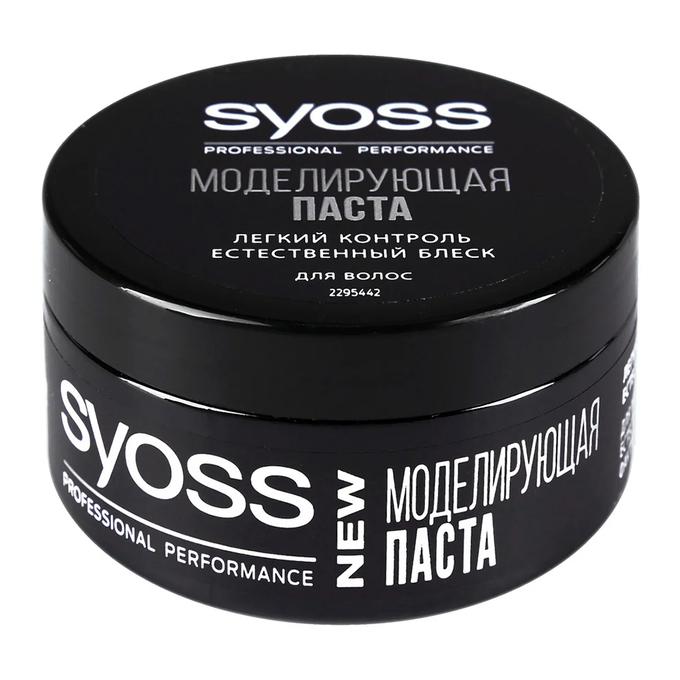 syoss
PROFESSIONAL PERFORMANCE
МОДЕЛИРУЮЩАЯ
ПАСТА
ЛЕГКИЙ КОНТРОЛЬ
ЕСТЕСТВЕННЫЙ БЛЕСК
ДЛЯ ВОЛОС
2295442
syoss
PROFESSIONAL PERFORMANCE
NEW
МОДЕЛИРУЮЩАЯ
ПАСТА